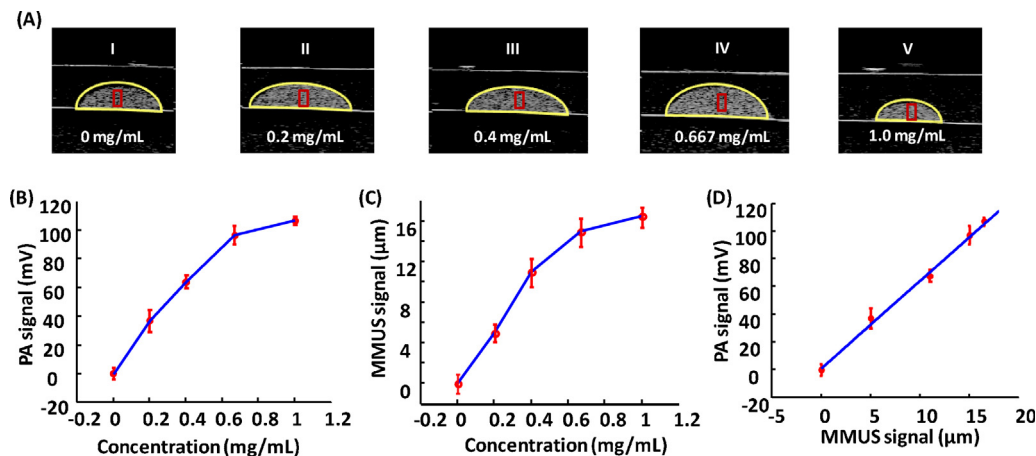 (A)
I II III IV V
0 mg/mL 0.2 mg/mL 0.4 mg/mL 0.667 mg/mL 1.0 mg/mL
(B)
PA signal (mV)
120
100
80
60
40
20
0
-20
-0.2 0 0.2 0.4 0.6 0.8 1.0 1.2
Concentration (mg/mL)
(C)
MMUS signal (µm)
16
12
8
4
0
-0.2 0 0.2 0.4 0.6 0.8 1.0 1.2
Concentration (mg/mL)
(D)
PA signal (mV)
120
100
80
60
40
20
0
-20
0 5 10 15 20
MMUS signal (µm)